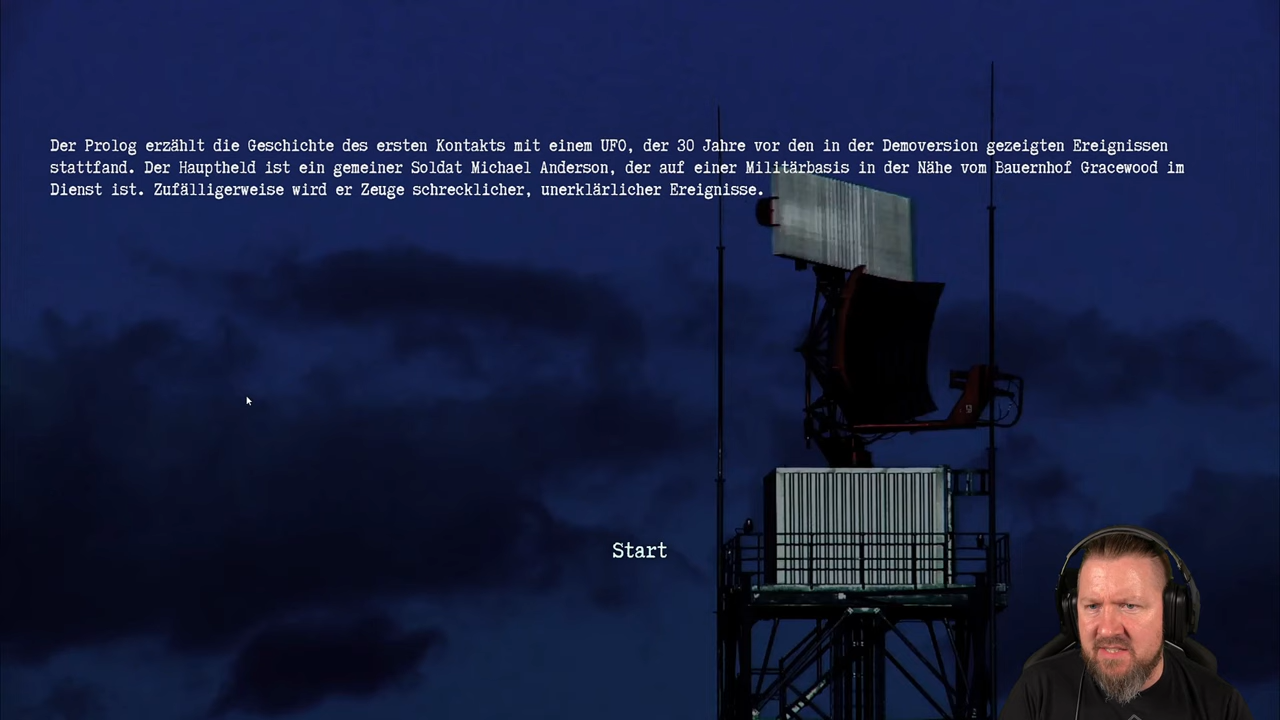 Der Prolog erzählt die Geschichte des ersten Kontakts mit einem UFO, der 30 Jahre vor den in der Demoversion gezeigten Ereignissen
stattfand. Der Hauptheld ist ein gemeiner Soldat Michael Anderson, der auf einer Militärbasis in der Nähe vom Bauernhof Gracewood im
Dienst ist. Zufälligerweise wird er Zeuge schrecklicher, unerklärlicher Ereignisse.
Start